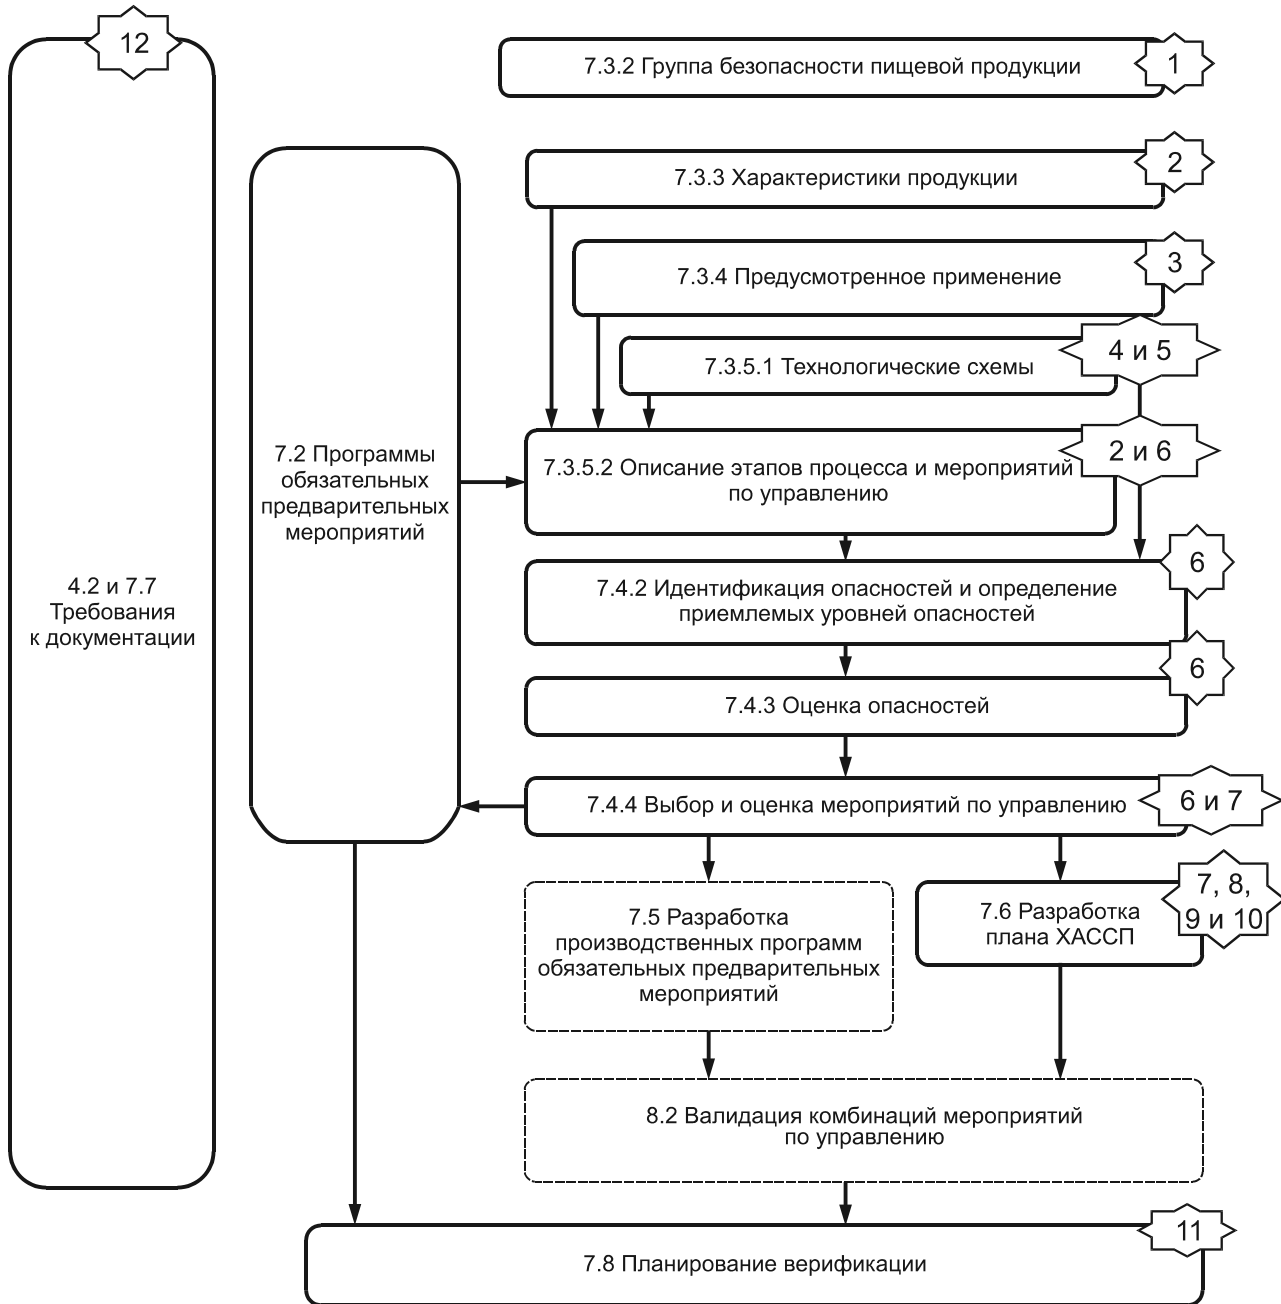 12
7.3.2 Группа безопасности пищевой продукции
1
7.3.3 Характеристики продукции
2
7.3.4 Предусмотренное применение
3
7.3.5.1 Технологические схемы
4 и 5
7.2 Программы
обязательных
предварительных
мероприятий
7.3.5.2 Описание этапов процесса и мероприятий
по управлению
2 и 6
4.2 и 7.7
Требования
к документации
7.4.2 Идентификация опасностей и определение
приемлемых уровней опасностей
6
7.4.3 Оценка опасностей
6
7.4.4 Выбор и оценка мероприятий по управлению
6 и 7
7.5 Разработка
производственных программ
обязательных предварительных
мероприятий
7.6 Разработка
плана ХАССП
7, 8,
9 и 10
8.2 Валидация комбинаций мероприятий
по управлению
7.8 Планирование верификации
11